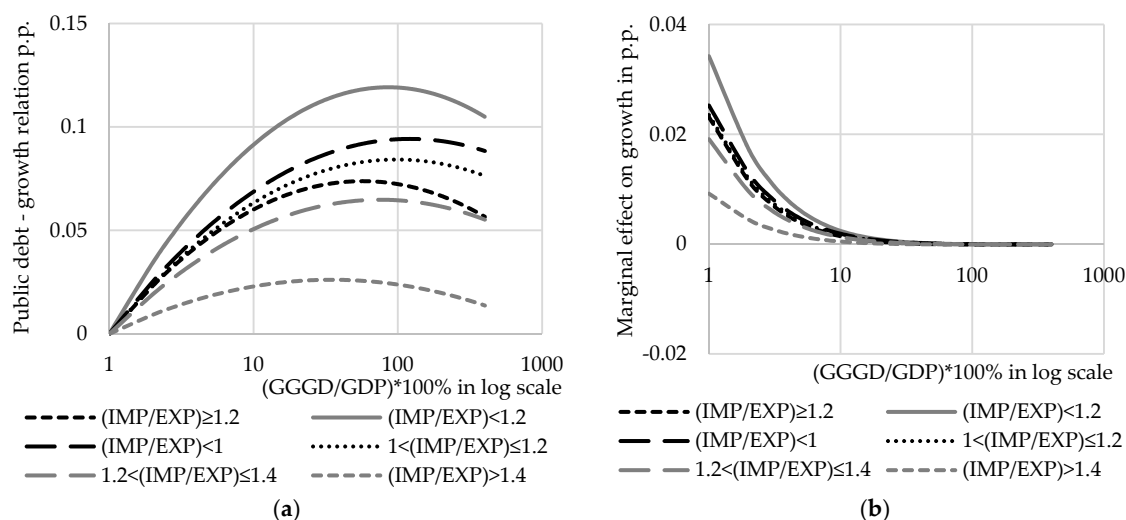 Public debt - growth relation p.p.
0.15
0.1
0.05
0
1
10
100
1000
(GGGD/GDP)*100% in log scale
(IMP/EXP)≥1.2
(IMP/EXP)<1.2
(IMP/EXP)<1
1<(IMP/EXP)≤1.2
1.2<(IMP/EXP)≤1.4
(IMP/EXP)>1.4
(a)
Marginal effect on growth in p.p.
0.04
0.02
0
-0.02
1
10
100
1000
(GGGD/GDP)*100% in log scale
(IMP/EXP)≥1.2
(IMP/EXP)<1.2
(IMP/EXP)<1
1<(IMP/EXP)≤1.2
1.2<(IMP/EXP)≤1.4
(IMP/EXP)>1.4
(b)